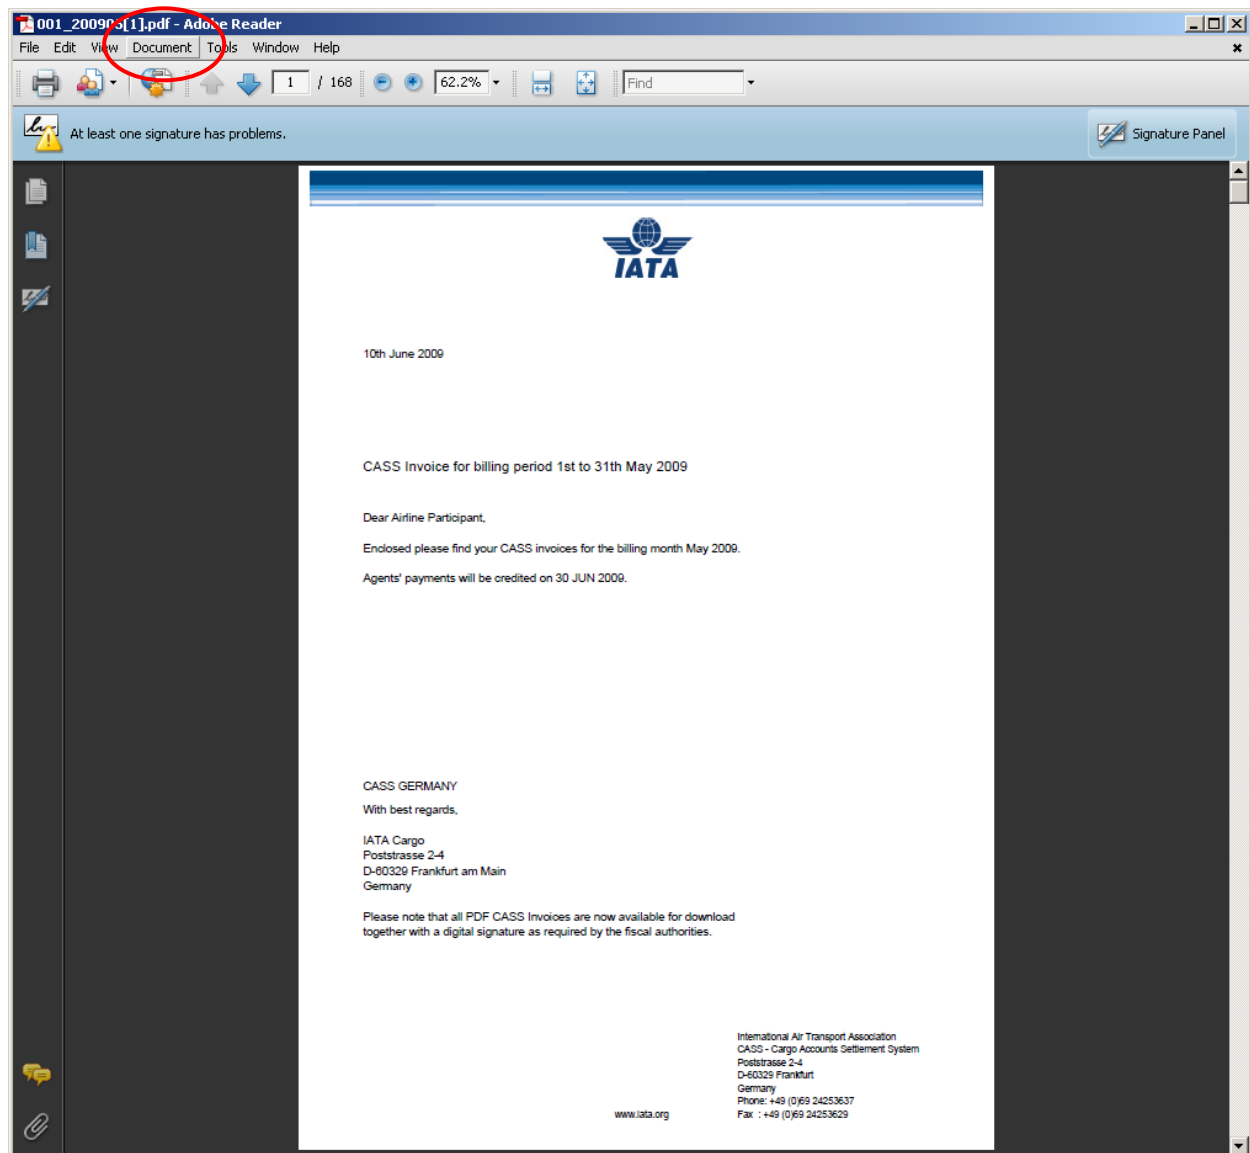 001_200905[1].pdf - Adobe Reader
File Edit View Document Tools Window Help
1 / 168 62.2% Find
At least one signature has problems.
Signature Panel
IATA
10th June 2009
CASS Invoice for billing period 1st to 31th May 2009
Dear Airline Participant,
Enclosed please find your CASS invoices for the billing month May 2009.
Agents' payments will be credited on 30 JUN 2009.
CASS GERMANY
With best regards,
IATA Cargo
Poststrasse 2-4
D-60329 Frankfurt am Main
Germany
Please note that all PDF CASS Invoices are now available for download
together with a digital signature as required by the fiscal authorities.
International Air Transport Association
CASS - Cargo Accounts Settlement System
Poststrasse 2-4
D-60329 Frankfurt
Germany
Phone: +49 (0)69 24253637
www.iata.org Fax : +49 (0)69 24253629